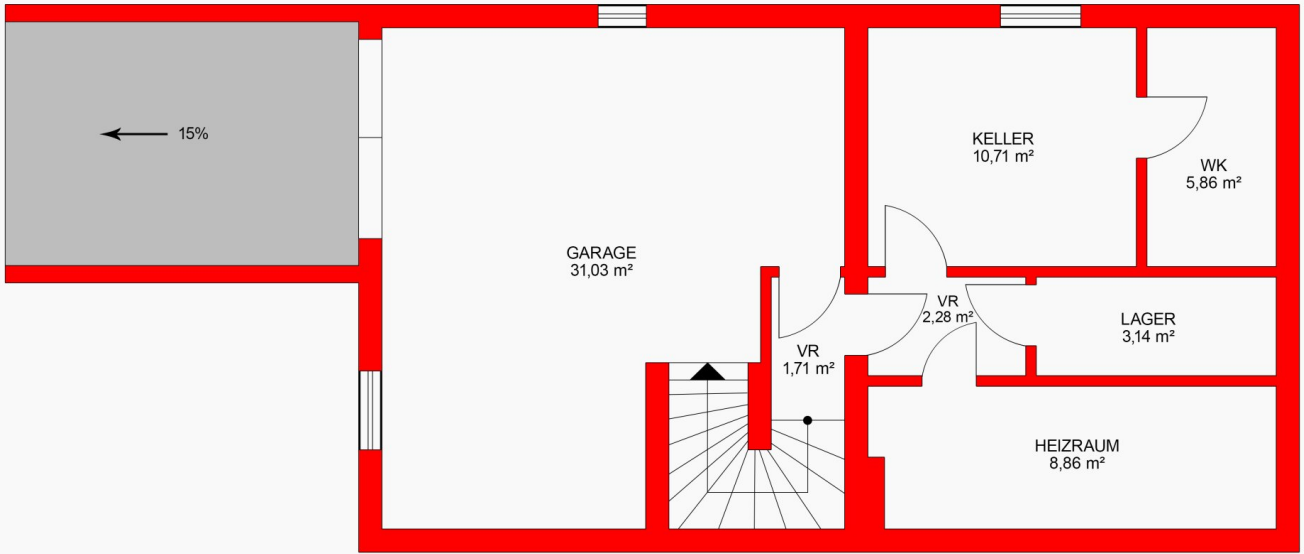 15%
GARAGE
31,03 m²
KELLER
10,71 m²
WK
5,86 m²
VR
1,71 m²
VR
2,28 m²
LAGER
3,14 m²
HEIZRAUM
8,86 m²